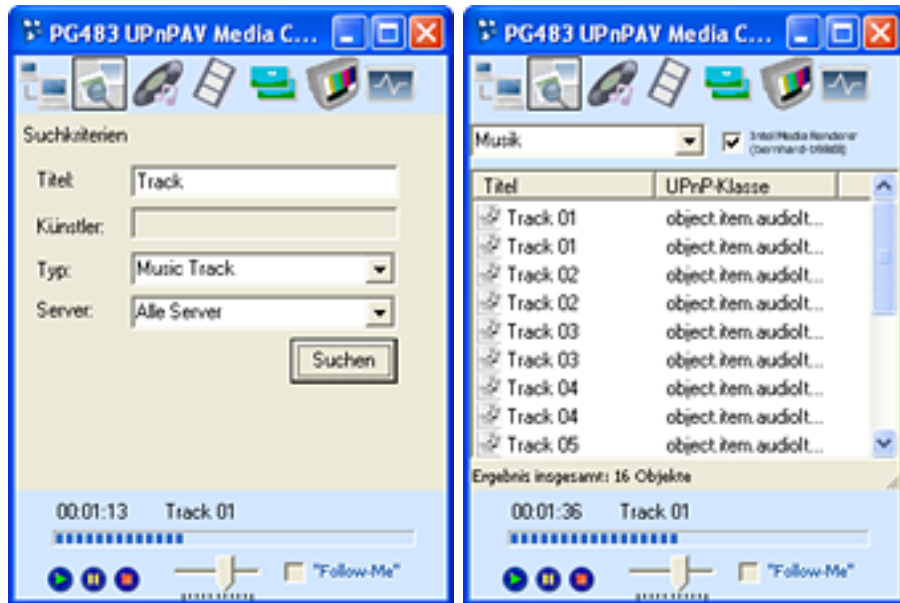 PG483 UPnPAV Media C...
Suchkriterien
Titel: Track
Künstler:
Typ: Music Track
Server: Alle Server
Suchen
00:01:13 Track 01
"Follow-Me"
PG483 UPnPAV Media C...
Musik
Intel Media Renderer
Titel UPnP-Klasse
Track 01 object.item.audioIt...
Track 01 object.item.audioIt...
Track 02 object.item.audioIt...
Track 02 object.item.audioIt...
Track 03 object.item.audioIt...
Track 03 object.item.audioIt...
Track 04 object.item.audioIt...
Track 04 object.item.audioIt...
Track 05 object.item.audioIt...
Ergebnis insgesamt: 16 Objekte
00:01:36 Track 01
"Follow-Me"